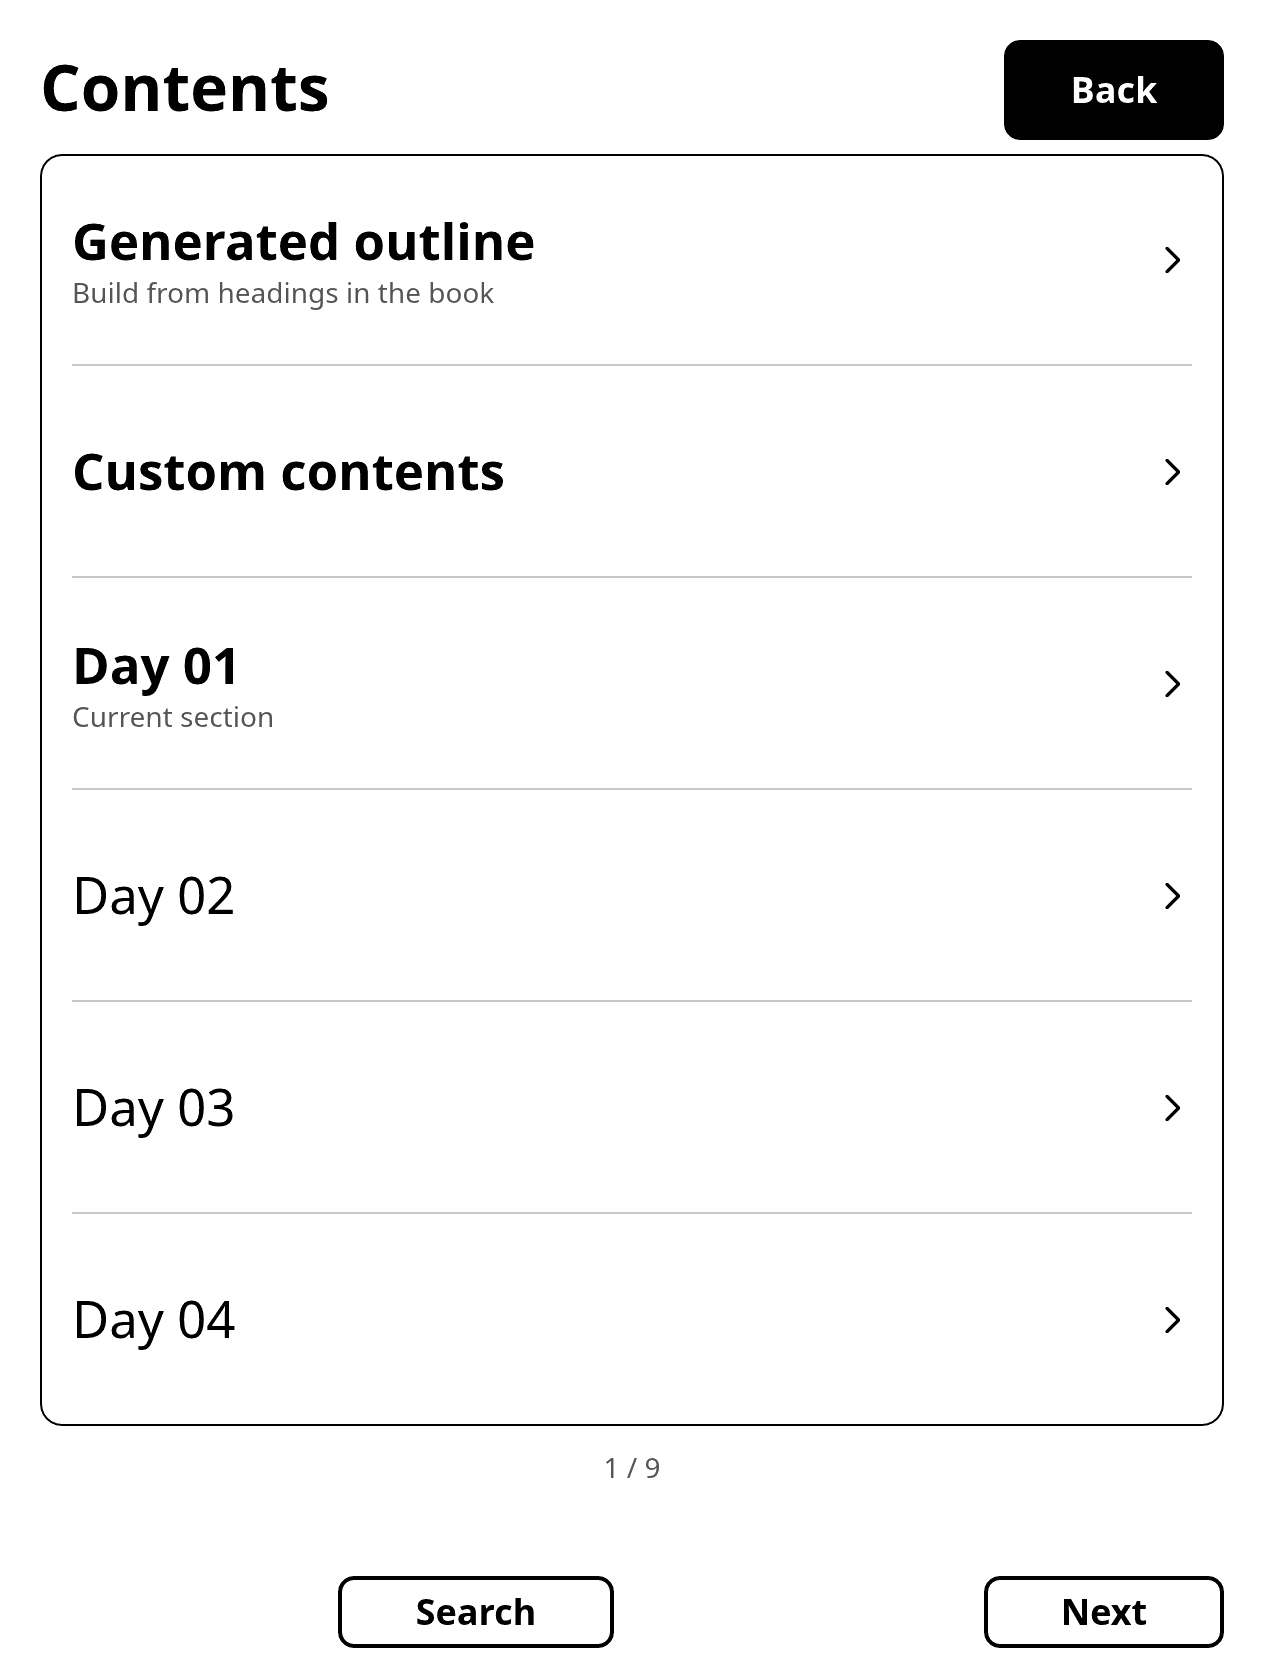 Contents
Back
Generated outline
Build from headings in the book
Custom contents
Day 01
Current section
Day 02
Day 03
Day 04
1 / 9
Search
Next